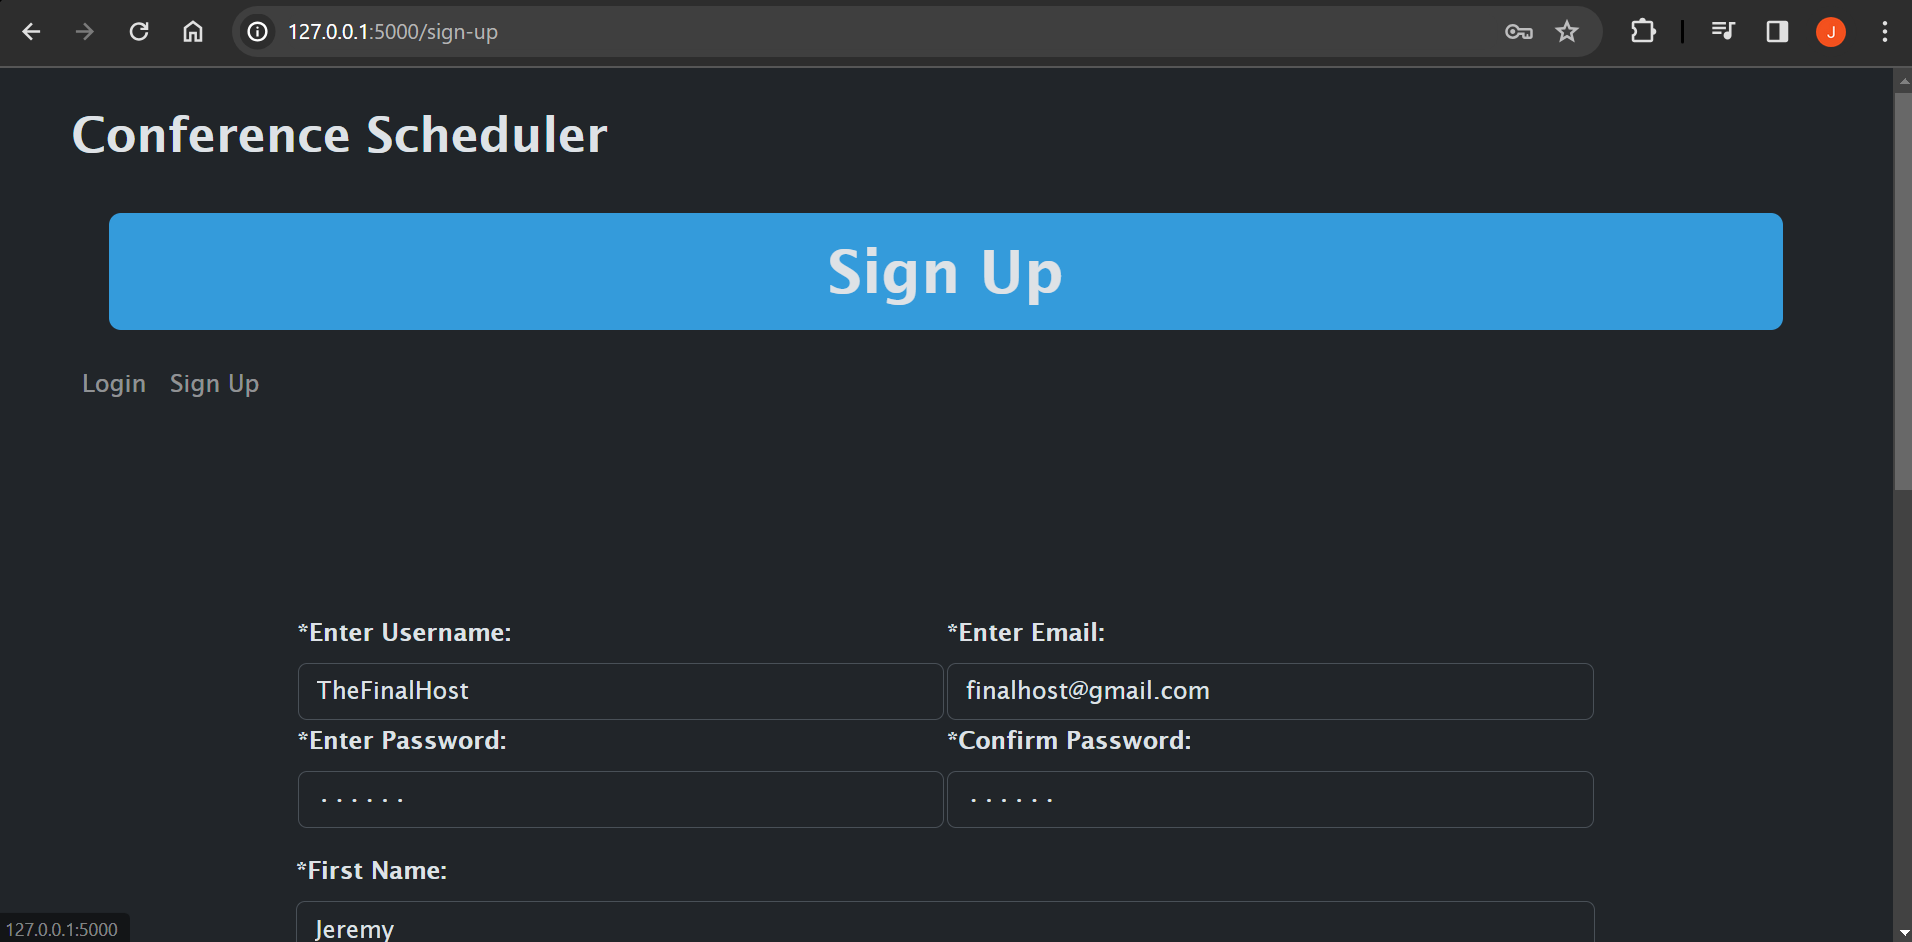 127.0.0.1:5000/sign-up
J
Conference Scheduler
Sign Up
Login Sign Up
*Enter Username: *Enter Email:
TheFinalHost finalhost@gmail.com
*Enter Password: *Confirm Password:
...... ......
*First Name:
Jeremy
127.0.0.1:5000